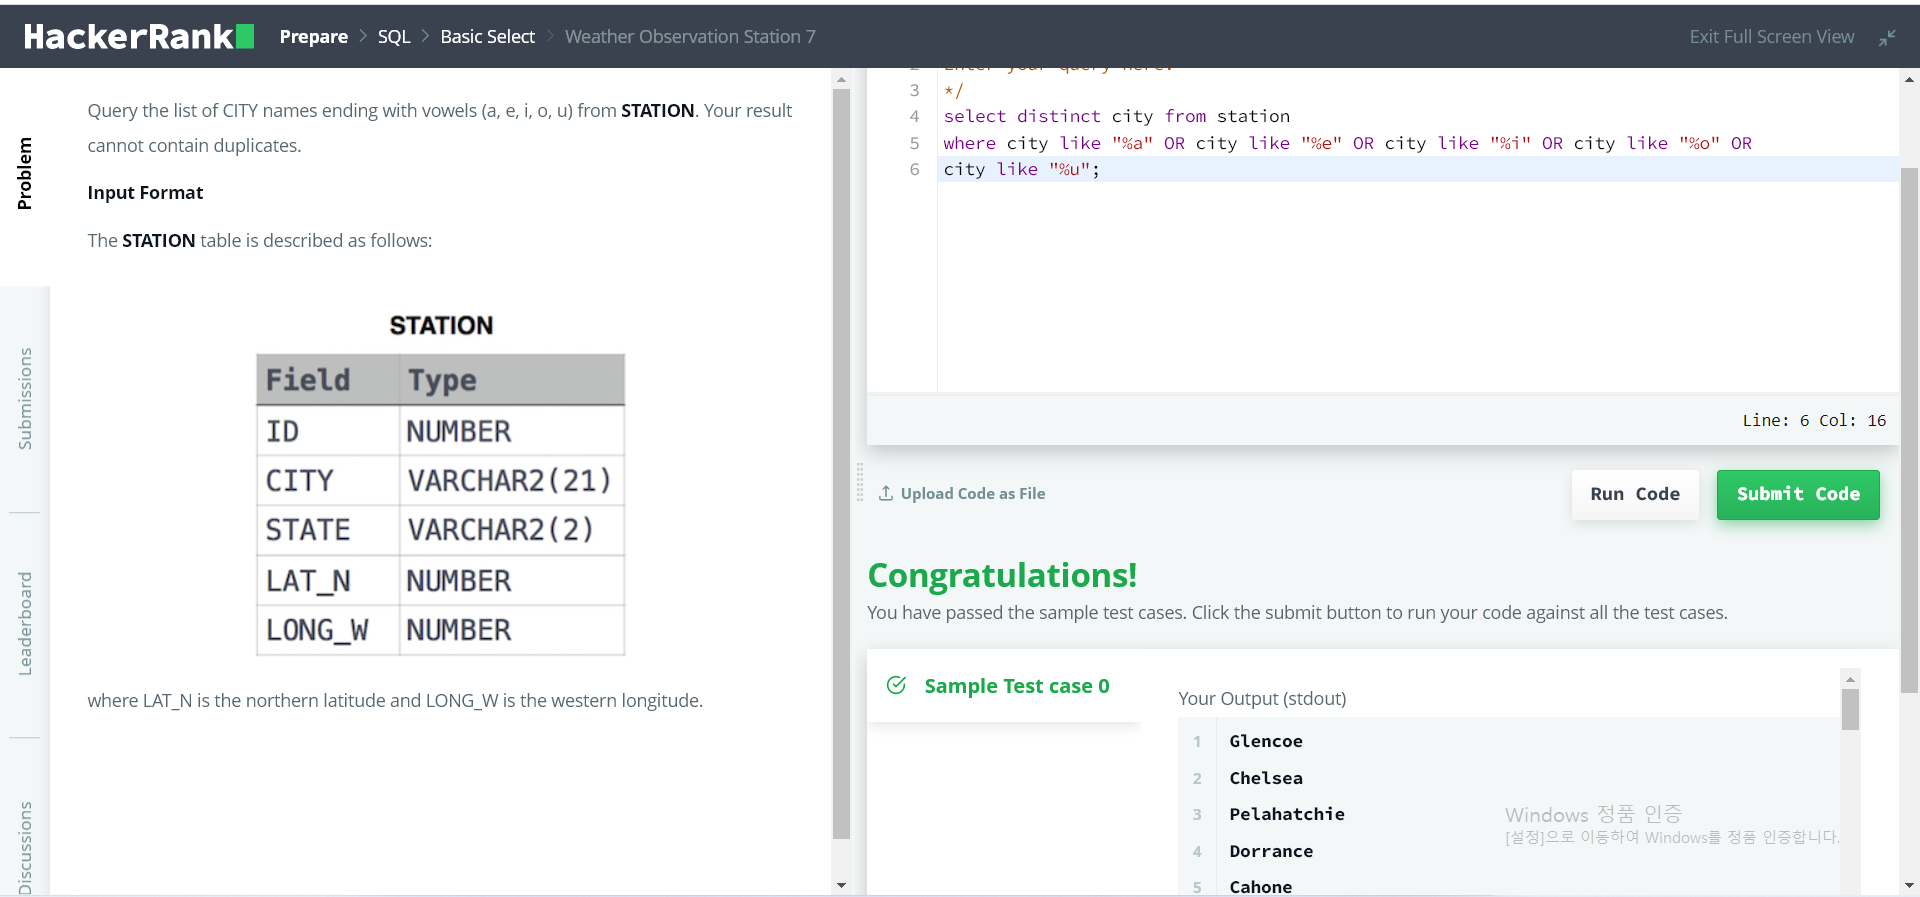 HackerRank
Prepare > SQL > Basic Select > Weather Observation Station 7
Exit Full Screen View
Problem
Submissions
Leaderboard
Discussions
Query the list of CITY names ending with vowels (a, e, i, o, u) from STATION. Your result
cannot contain duplicates.
Input Format
The STATION table is described as follows:
STATION
Field Type
ID NUMBER
CITY VARCHAR2(21)
STATE VARCHAR2(2)
LAT_N NUMBER
LONG_W NUMBER
where LAT_N is the northern latitude and LONG_W is the western longitude.
2 Enter your query here.
3 */
4 select distinct city from station
5 where city like "%a" OR city like "%e" OR city like "%i" OR city like "%o" OR
6 city like "%u";
Line: 6 Col: 16
Upload Code as File
Run Code
Submit Code
Congratulations!
You have passed the sample test cases. Click the submit button to run your code against all the test cases.
Sample Test case 0
Your Output (stdout)
1 Glencoe
2 Chelsea
3 Pelahatchie
4 Dorrance
5 Cahone
Windows 정품 인증
[설정]으로 이동하여 Windows를 정품 인증합니다.